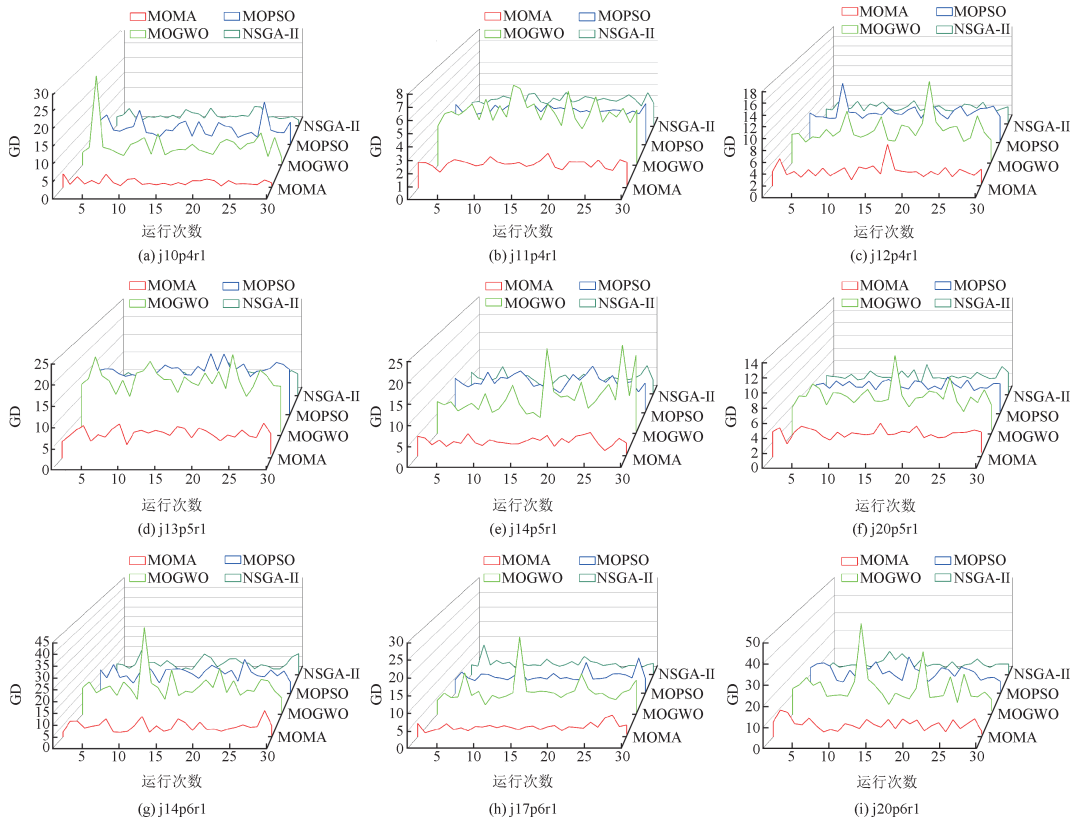 MOMA MOPSO
MOGWO NSGA-II
30
25
20
15
10
5
0
GD
5 10 15 20 25 30
NSGA-II
MOPSO
MOGWO
MOMA
运行次数
(a) j10p4r1
MOMA MOPSO
MOGWO NSGA-II
8
7
6
5
4
3
2
1
0
GD
5 10 15 20 25 30
NSGA-II
MOPSO
MOGWO
MOMA
运行次数
(b) j11p4r1
MOMA MOPSO
MOGWO NSGA-II
18
16
14
12
10
8
6
4
2
0
GD
5 10 15 20 25 30
NSGA-II
MOPSO
MOGWO
MOMA
运行次数
(c) j12p4r1
MOMA MOPSO
MOGWO NSGA-II
25
20
15
10
5
0
GD
5 10 15 20 25 30
NSGA-II
MOPSO
MOGWO
MOMA
运行次数
(d) j13p5r1
MOMA MOPSO
MOGWO NSGA-II
25
20
15
10
5
0
GD
5 10 15 20 25 30
NSGA-II
MOPSO
MOGWO
MOMA
运行次数
(e) j14p5r1
MOMA MOPSO
MOGWO NSGA-II
14
12
10
8
6
4
2
0
GD
5 10 15 20 25 30
NSGA-II
MOPSO
MOGWO
MOMA
运行次数
(f) j20p5r1
MOMA MOPSO
MOGWO NSGA-II
45
40
35
30
25
20
15
10
5
0
GD
5 10 15 20 25 30
NSGA-II
MOPSO
MOGWO
MOMA
运行次数
(g) j14p6r1
MOMA MOPSO
MOGWO NSGA-II
30
25
20
15
10
5
0
GD
5 10 15 20 25 30
NSGA-II
MOPSO
MOGWO
MOMA
运行次数
(h) j17p6r1
MOMA MOPSO
MOGWO NSGA-II
50
40
30
20
10
0
GD
5 10 15 20 25 30
NSGA-II
MOPSO
MOGWO
MOMA
运行次数
(i) j20p6r1